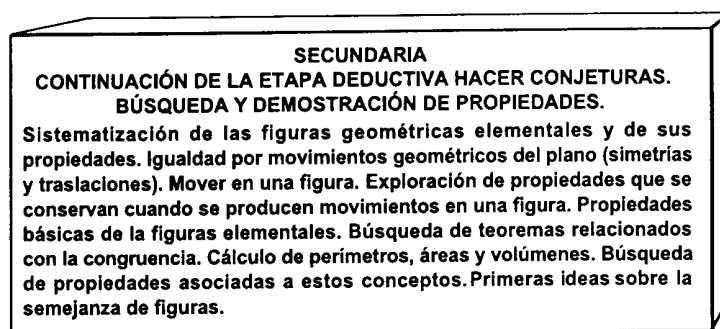 SECUNDARIA
CONTINUACIÓN DE LA ETAPA DEDUCTIVA HACER CONJETURAS.
BÚSQUEDA Y DEMOSTRACIÓN DE PROPIEDADES.
Sistematización de las figuras geométricas elementales y de sus
propiedades. Igualdad por movimientos geométricos del plano (simetrías
y traslaciones). Mover en una figura. Exploración de propiedades que se
conservan cuando se producen movimientos en una figura. Propiedades
básicas de la figuras elementales. Búsqueda de teoremas relacionados
con la congruencia. Cálculo de perímetros, áreas y volúmenes. Búsqueda
de propiedades asociadas a estos conceptos. Primeras ideas sobre la
semejanza de figuras.